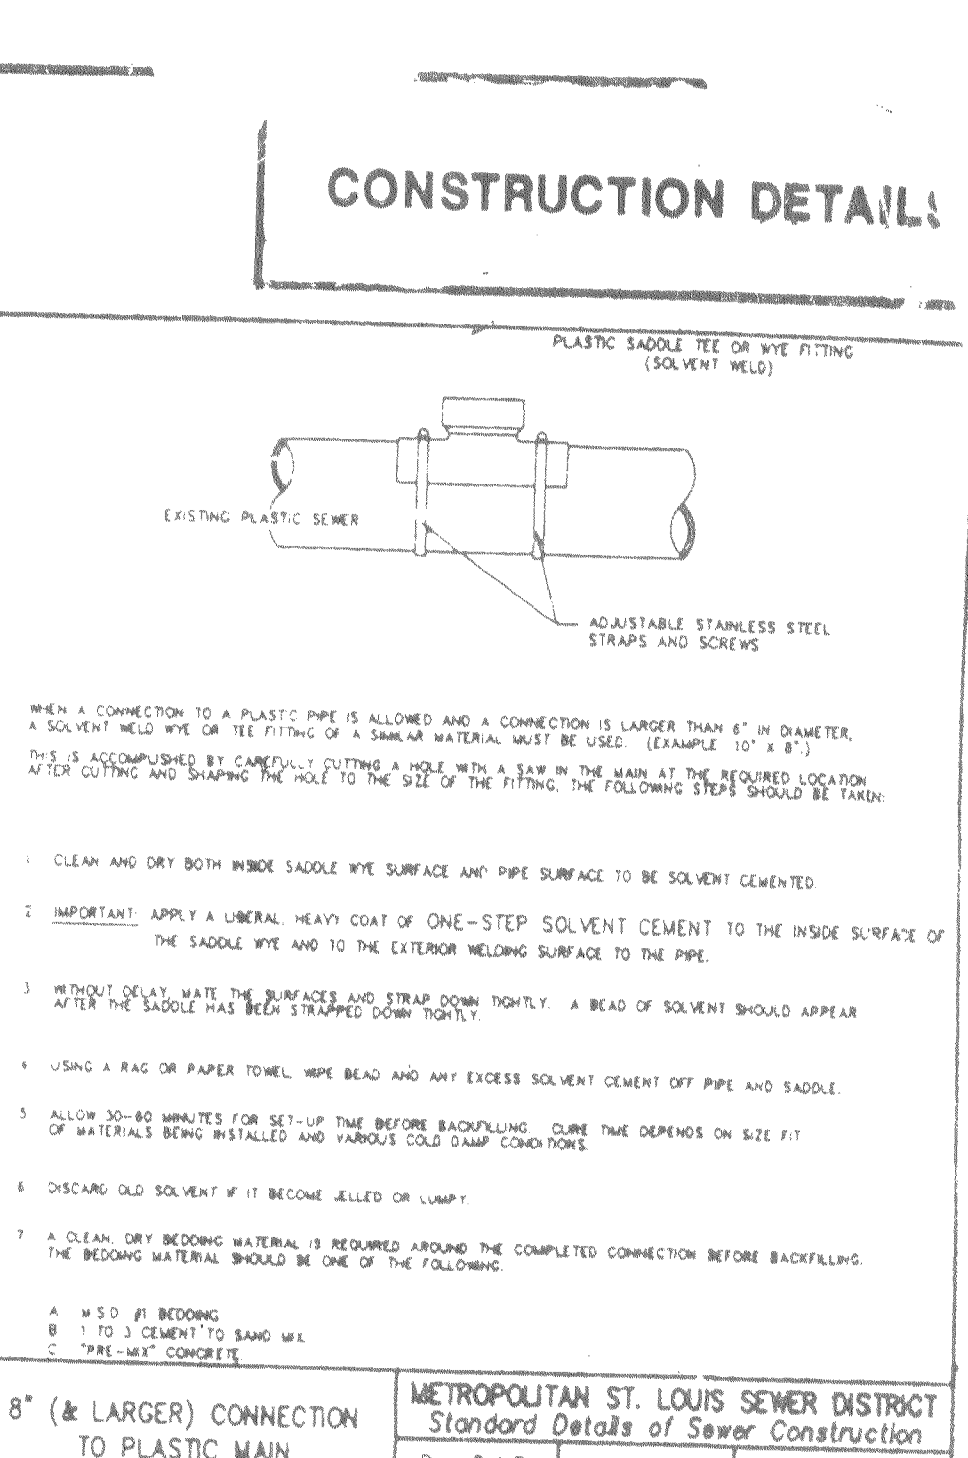 CONSTRUCTION DETAILS
PLASTIC SADDLE TEE OR WYE FITTING
(SOLVENT WELD)
EXISTING PLASTIC SEWER
ADJUSTABLE STAINLESS STEEL
STRAPS AND SCREWS
WHEN A CONNECTION TO A PLASTIC PIPE IS ALLOWED AND A CONNECTION IS LARGER THAN 6" IN DIAMETER,
A SOLVENT WELD WYE OR TEE FITTING OF A SIMILAR MATERIAL MUST BE USED. (EXAMPLE 10" X 8".)
THIS IS ACCOMPLISHED BY CAREFULLY CUTTING A HOLE WITH A SAW IN THE MAIN AT THE REQUIRED LOCATION
AFTER CUTTING AND SHAPING THE HOLE TO THE SIZE OF THE FITTING, THE FOLLOWING STEPS SHOULD BE TAKEN:
1 CLEAN AND DRY BOTH INSIDE SADDLE WYE SURFACE AND PIPE SURFACE TO BE SOLVENT CEMENTED.
2 IMPORTANT: APPLY A LIBERAL, HEAVY COAT OF ONE-STEP SOLVENT CEMENT TO THE INSIDE SURFACE OF
THE SADDLE WYE AND TO THE EXTERIOR WELDING SURFACE TO THE PIPE.
3 WITHOUT DELAY, MATE THE SURFACES AND STRAP DOWN TIGHTLY. A BEAD OF SOLVENT SHOULD APPEAR
AFTER THE SADDLE HAS BEEN STRAPPED DOWN TIGHTLY.
4 USING A RAG OR PAPER TOWEL, WIPE BEAD AND ANY EXCESS SOLVENT CEMENT OFF PIPE AND SADDLE.
5 ALLOW 30-60 MINUTES FOR SET-UP TIME BEFORE BACKFILLING. CURE TIME DEPENDS ON SIZE FIT
OF MATERIALS BEING INSTALLED AND VARIOUS COLD DAMP CONDITIONS.
6 DISCARD OLD SOLVENT IF IT BECOME JELLED OR LUMPY.
7 A CLEAN, DRY BEDDING MATERIAL IS REQUIRED AROUND THE COMPLETED CONNECTION BEFORE BACKFILLING.
THE BEDDING MATERIAL SHOULD BE ONE OF THE FOLLOWING.
A M S D #1 BEDDING
B 1 TO 3 CEMENT TO SAND MIX
C "PRE-MIX" CONCRETE
8" (& LARGER) CONNECTION
TO PLASTIC MAIN
METROPOLITAN ST. LOUIS SEWER DISTRICT
Standard Details of Sewer Construction